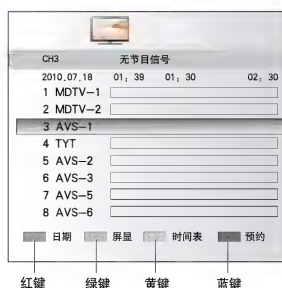 CH3 无节目信号
2010.07.18 01; 39 01; 30 02; 30
1 MDTV—1
2 MDTV—2
3 AVS—1
4 TYT
5 AVS—2
6 AVS—3
7 AVS—5
8 AVS—6
日期 屏显 时间表 预约
红键 绿键 黄键 蓝键